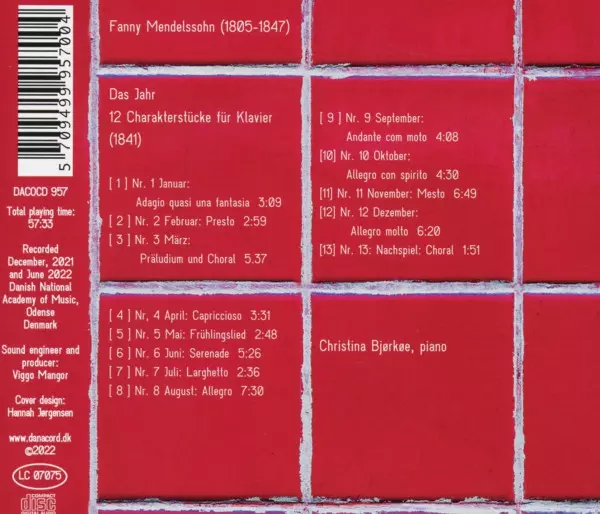 Fanny Mendelssohn (1805-1847)
Das Jahr
12 Charakterstücke für Klavier
(1841)
[ 1 ] Nr. 1 Januar:
Adagio quasi una fantasia 3:09
[ 2 ] Nr. 2 Februar: Presto 2:59
[ 3 ] Nr. 3 März:
Präludium und Choral 5.37
[ 4 ] Nr, 4 April: Capriccioso 3:31
[ 5 ] Nr. 5 Mai: Frühlingslied 2:48
[ 6 ] Nr. 6 Juni: Serenade 5:26
[ 7 ] Nr. 7 Juli: Larghetto 2:36
[ 8 ] Nr. 8 August: Allegro 7:30
[ 9 ] Nr. 9 September:
Andante com moto 4:08
[10] Nr. 10 Oktober:
Allegro con spirito 4:30
[11] Nr. 11 November: Mesto 6:49
[12] Nr. 12 Dezember:
Allegro molto 6:20
[13] Nr. 13: Nachspiel: Choral 1:51
Christina Bjørkøe, piano
5 709499 957004
DACOCD 957
Total playing time:
57:33
Recorded
December, 2021
and June 2022
Danish National
Academy of Music,
Odense
Denmark
Sound engineer and
producer:
Viggo Mangor
Cover design:
Hannah Jørgensen
www.danacord.dk
©2022
LC 07075
COMPACT
disc
DIGITAL AUDIO